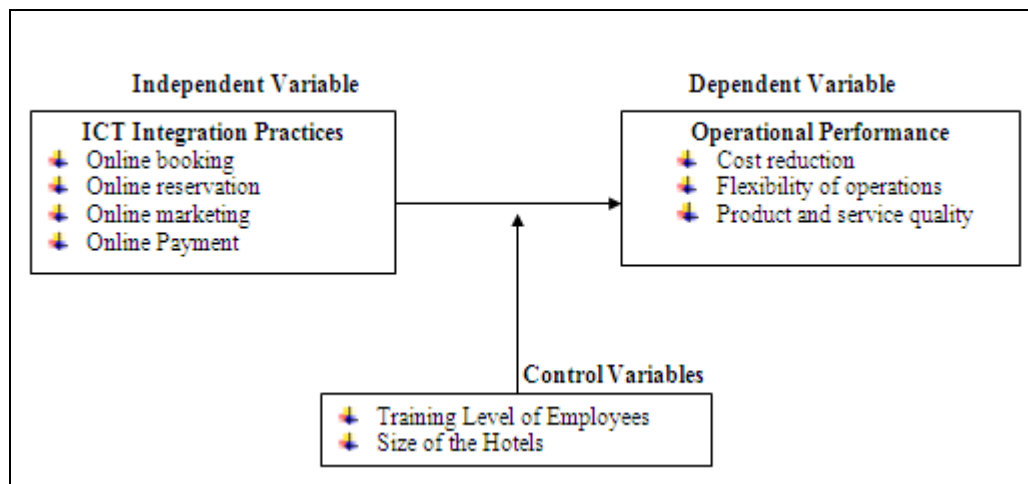 Independent Variable
Dependent Variable
ICT Integration Practices
Online booking
Online reservation
Online marketing
Online Payment
Operational Performance
Cost reduction
Flexibility of operations
Product and service quality
Control Variables
Training Level of Employees
Size of the Hotels